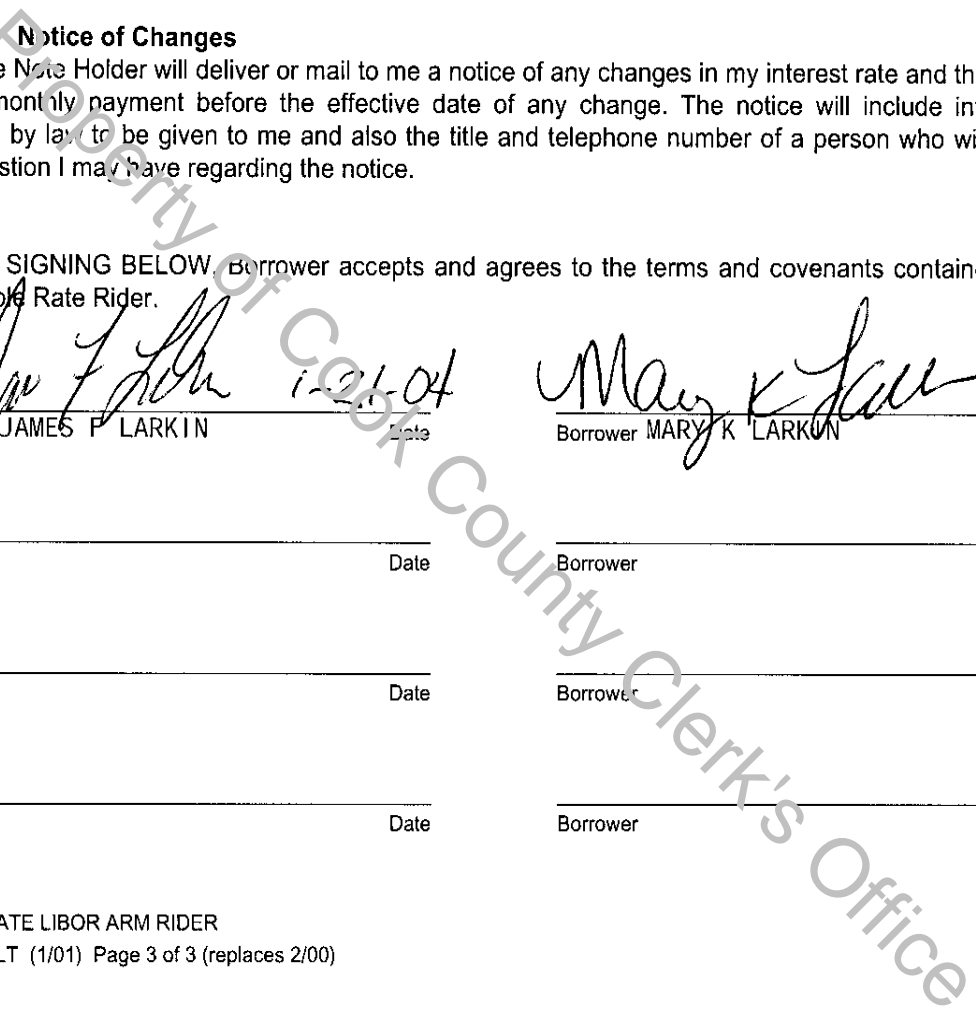 Notice of Changes
e Note Holder will deliver or mail to me a notice of any changes in my interest rate and th
monthly payment before the effective date of any change. The notice will include in
by law to be given to me and also the title and telephone number of a person who wi
stion I may have regarding the notice.
SIGNING BELOW, Borrower accepts and agrees to the terms and covenants contain
ble Rate Rider.
F 1-21-04 Mary K Larkin
JAMES F LARKIN Date Borrower MARY K LARKIN
Date Borrower
Date Borrower
Date Borrower
ATE LIBOR ARM RIDER
LT (1/01) Page 3 of 3 (replaces 2/00)
Property of Cook County Clerk's Office